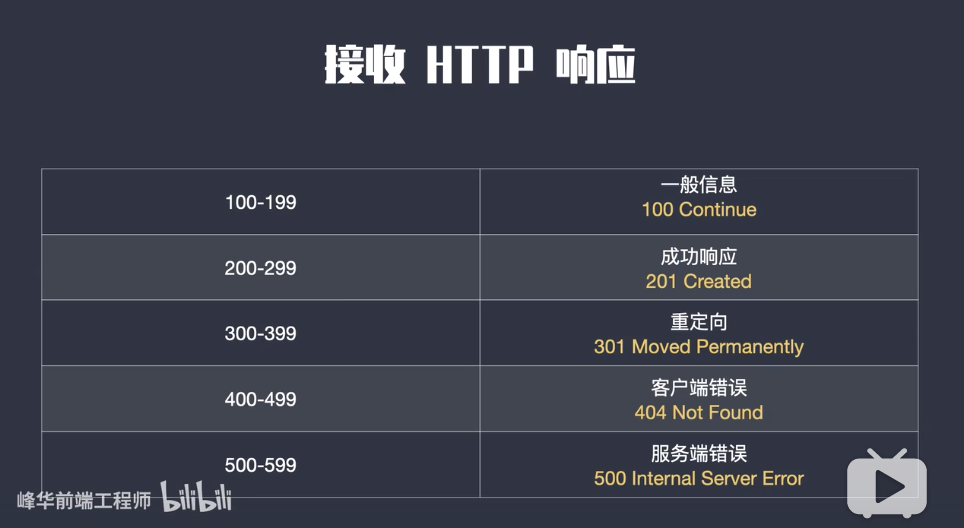 接收 HTTP 响应
100-199
一般信息
100 Continue
200-299
成功响应
201 Created
300-399
重定向
301 Moved Permanently
400-499
客户端错误
404 Not Found
500-599
服务端错误
500 Internal Server Error
峰华前端工程师 bilibili